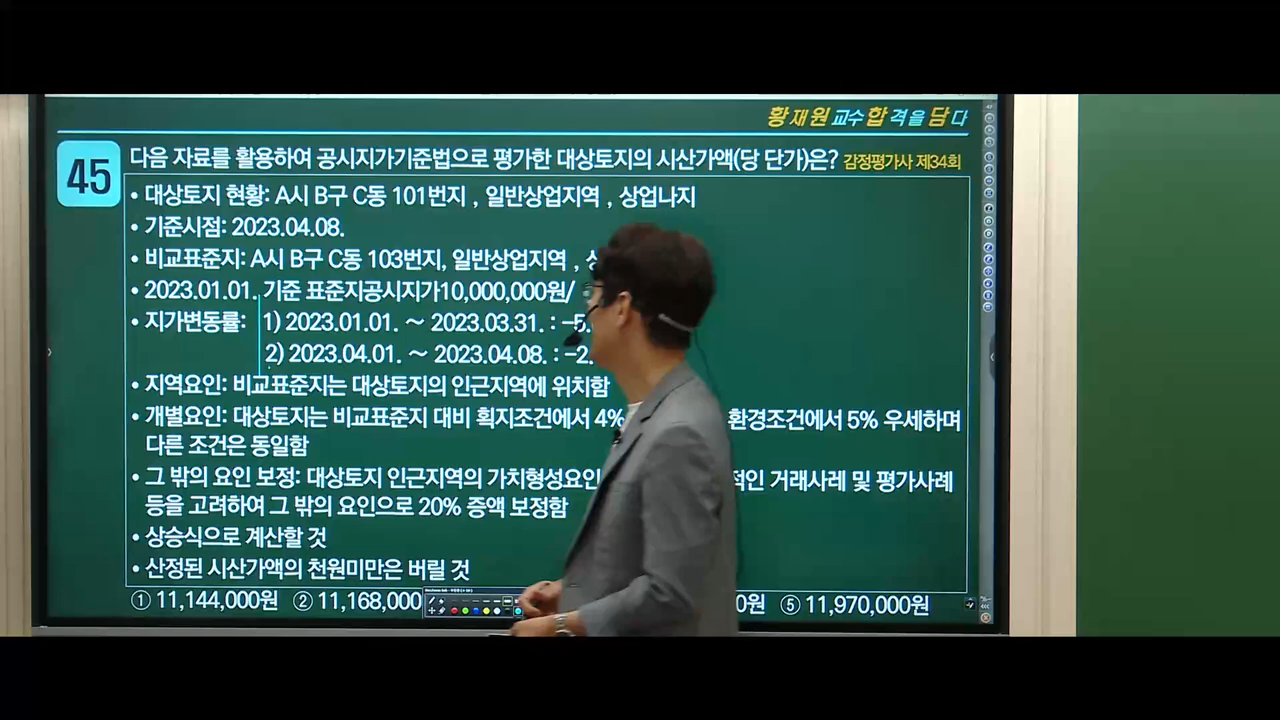 황재원 교수 합격을 담다
45 다음 자료를 활용하여 공시지가기준법으로 평가한 대상토지의 시산가액(당 단가)은? 감정평가사 제34회
• 대상토지 현황: A시 B구 C동 101번지 , 일반상업지역 , 상업나지
• 기준시점: 2023.04.08.
• 비교표준지: A시 B구 C동 103번지, 일반상업지역 ,
• 2023.01.01. 기준 표준지공시지가10,000,000원/
• 지가변동률: 1) 2023.01.01. ~ 2023.03.31. : -5.
2) 2023.04.01. ~ 2023.04.08. : -2.
• 지역요인: 비교표준지는 대상토지의 인근지역에 위치함
• 개별요인: 대상토지는 비교표준지 대비 획지조건에서 4% 환경조건에서 5% 우세하며
다른 조건은 동일함
• 그 밖의 요인 보정: 대상토지 인근지역의 가치형성요인 적인 거래사례 및 평가사례
등을 고려하여 그 밖의 요인으로 20% 증액 보정함
• 상승식으로 계산할 것
• 산정된 시산가액의 천원미만은 버릴 것
① 11,144,000원 ② 11,168,000 0원 ⑤ 11,970,000원